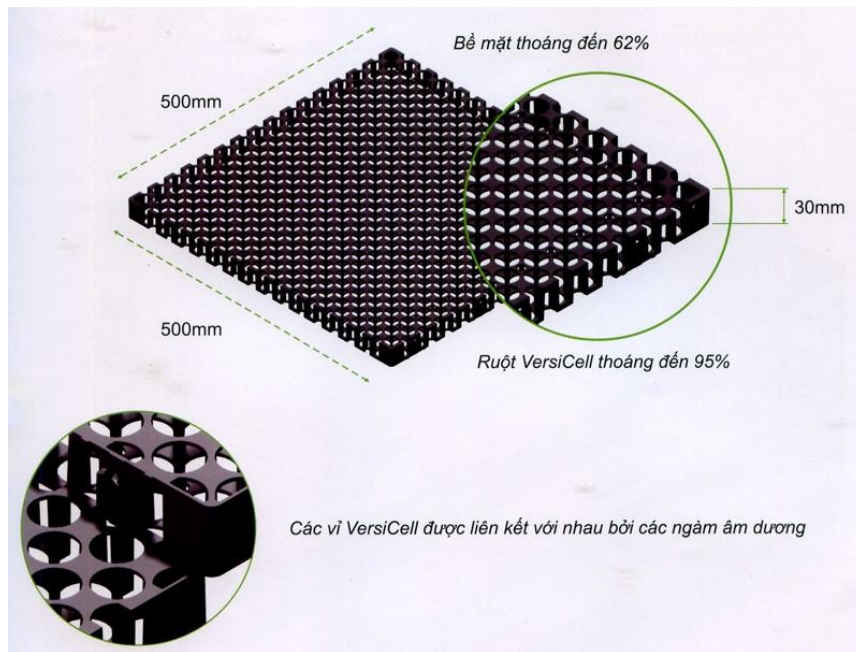 Bề mặt thoáng đến 62%
500mm
30mm
500mm
Ruột VersiCell thoáng đến 95%
Các vỉ VersiCell được liên kết với nhau bởi các ngàm âm dương